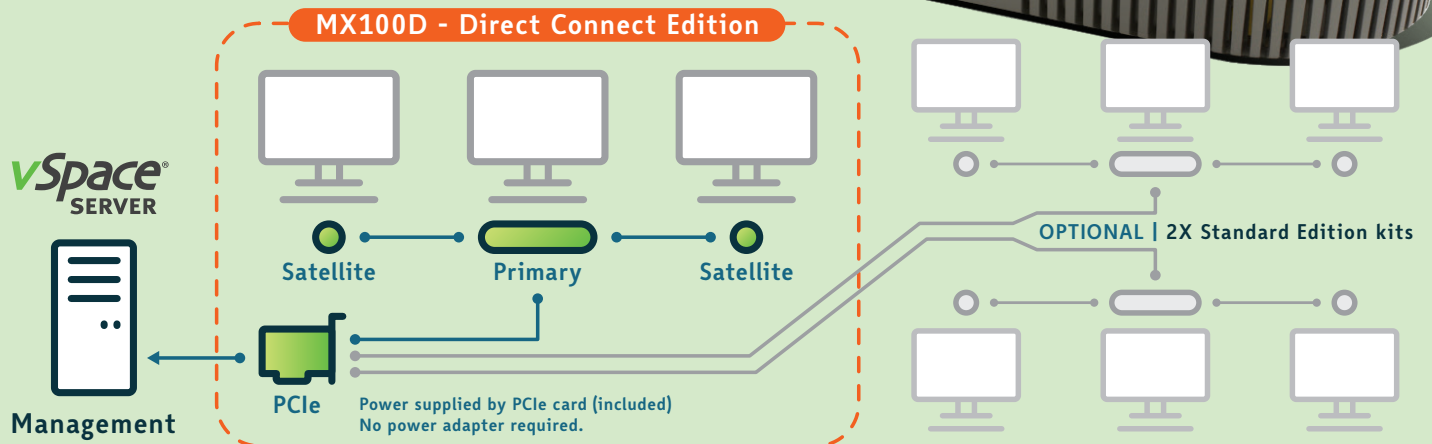 MX100D - Direct Connect Edition
vSpace®
SERVER
Satellite
Primary
Satellite
OPTIONAL | 2X Standard Edition kits
PCIe
Power supplied by PCIe card (included)
No power adapter required.
Management